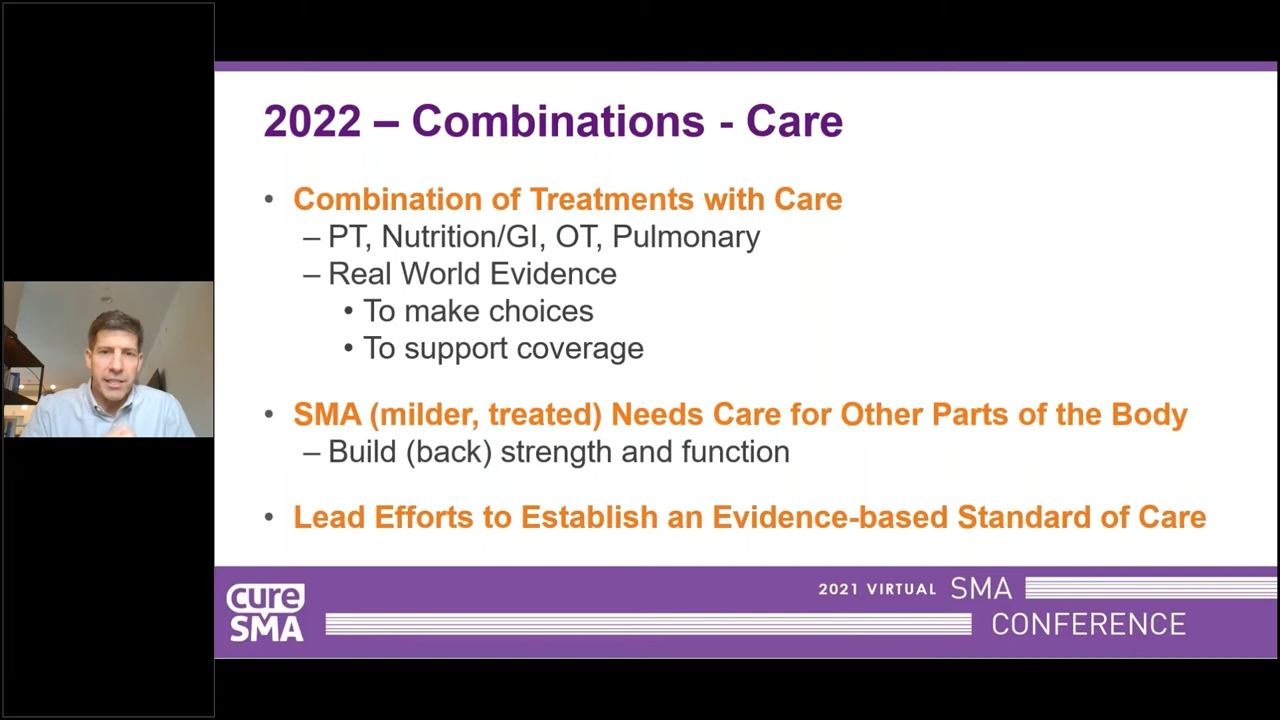 2022 – Combinations - Care
• Combination of Treatments with Care
– PT, Nutrition/GI, OT, Pulmonary
– Real World Evidence
• To make choices
• To support coverage
• SMA (milder, treated) Needs Care for Other Parts of the Body
– Build (back) strength and function
• Lead Efforts to Establish an Evidence-based Standard of Care
cure
SMA
2021 VIRTUAL SMA
CONFERENCE